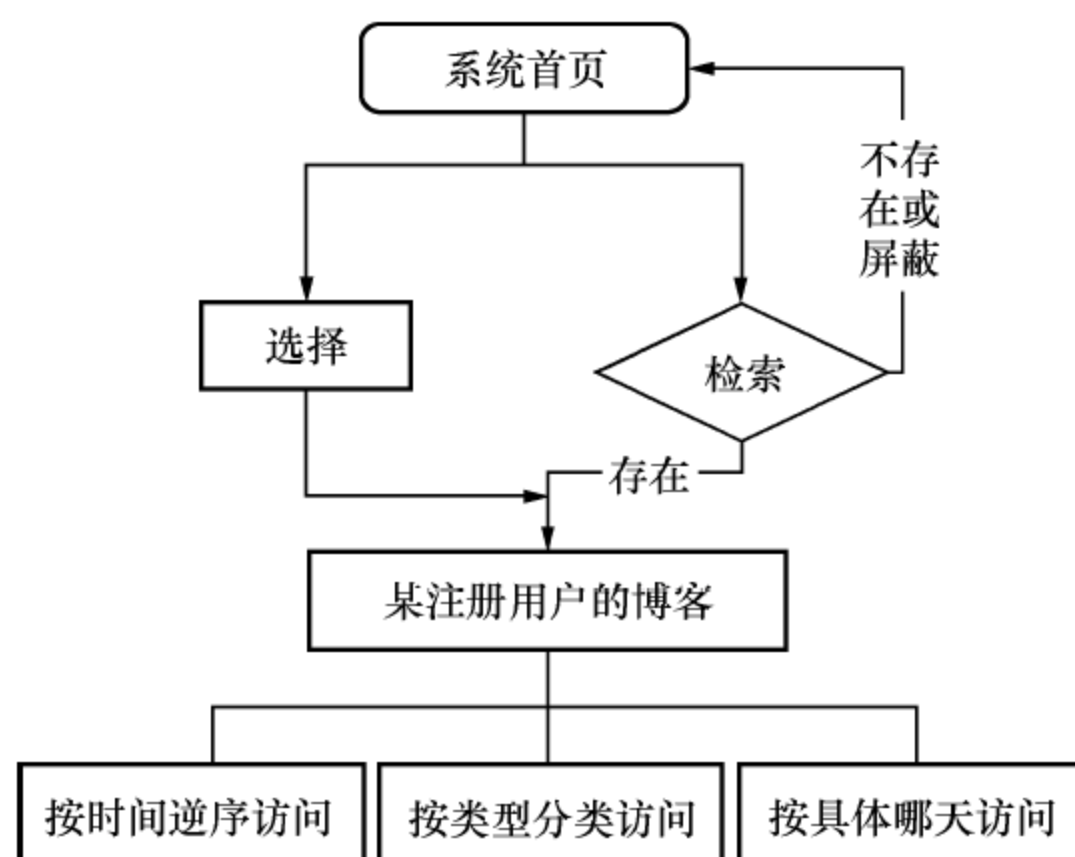 系统首页
不存
在或
屏蔽
选择
检索
存在
某注册用户的博客
按时间逆序访问
按类型分类访问
按具体哪天访问